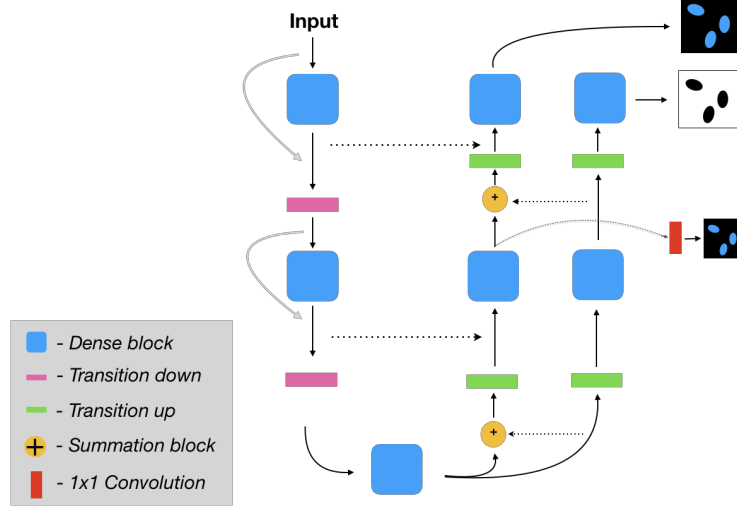 Input
+
+
- Dense block
- Transition down
- Transition up
+ - Summation block
- 1x1 Convolution